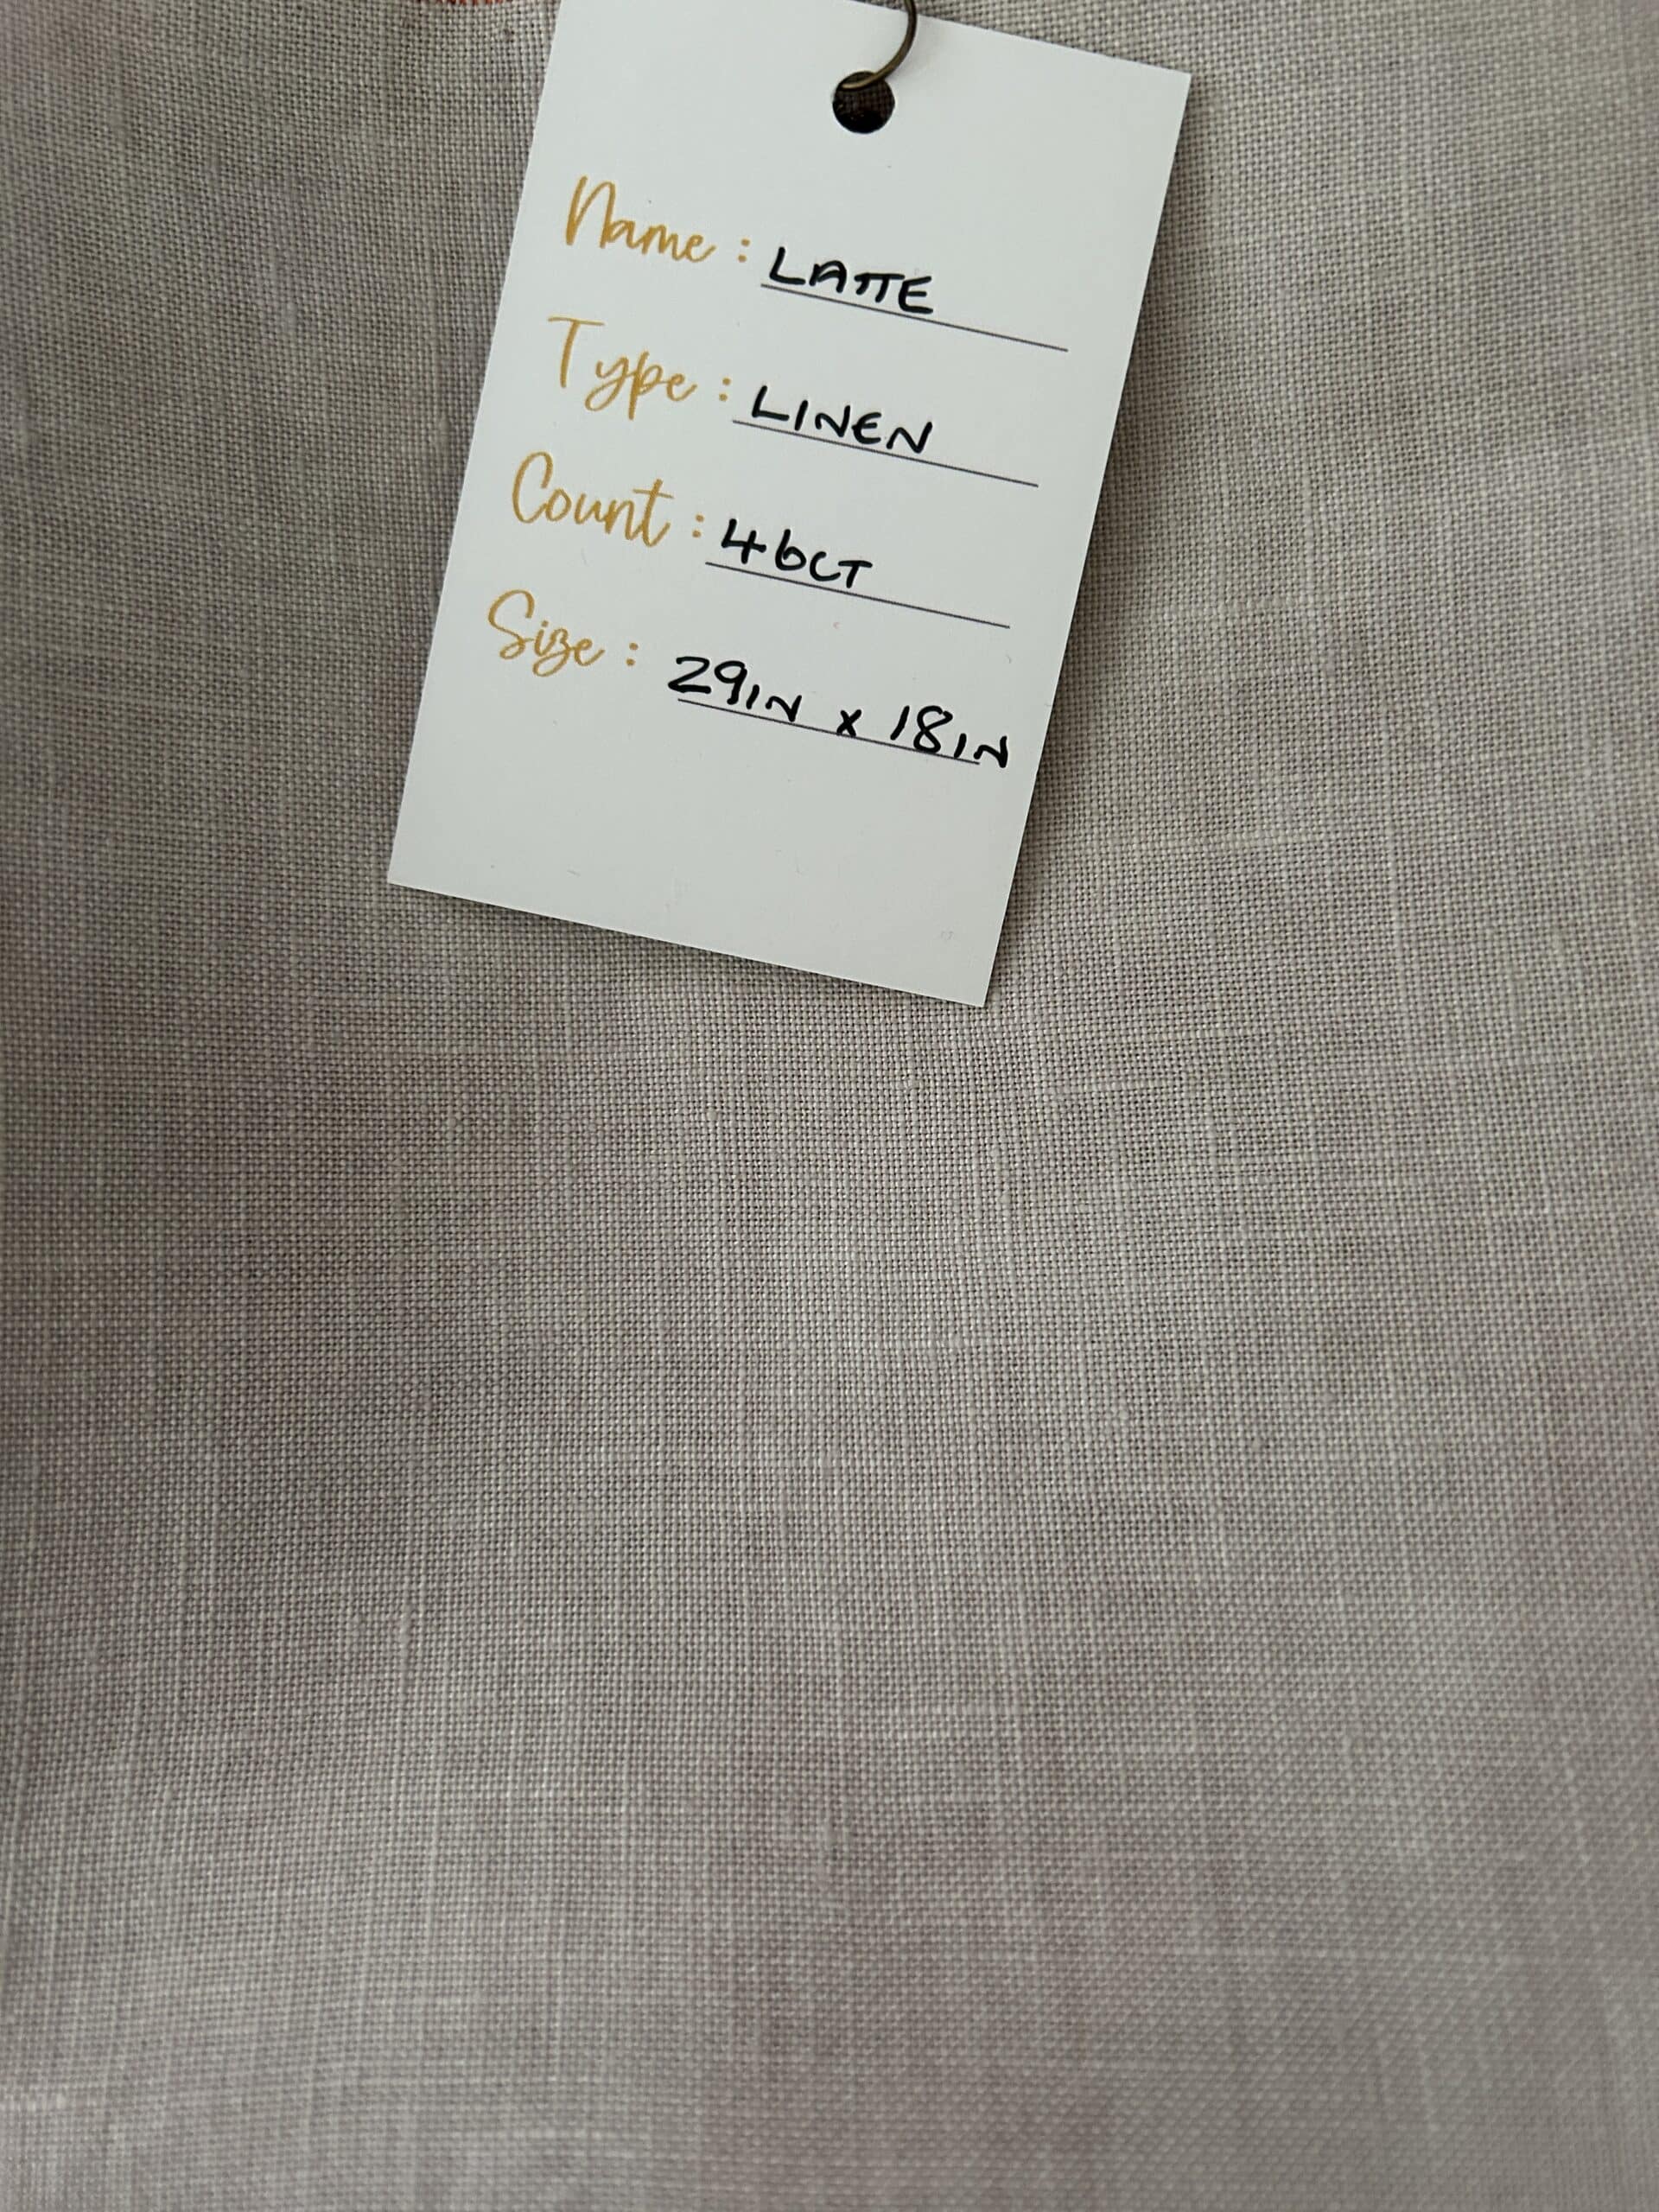 Name : LATTE
Type : LINEN
Count : 46CT
Size : 29IN x 18IN